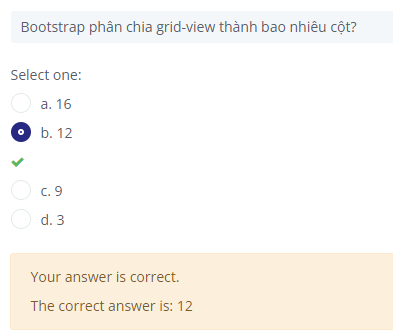 Bootstrap phân chia grid-view thành bao nhiêu cột?
Select one:
a. 16
b. 12
c. 9
d. 3
Your answer is correct.
The correct answer is: 12